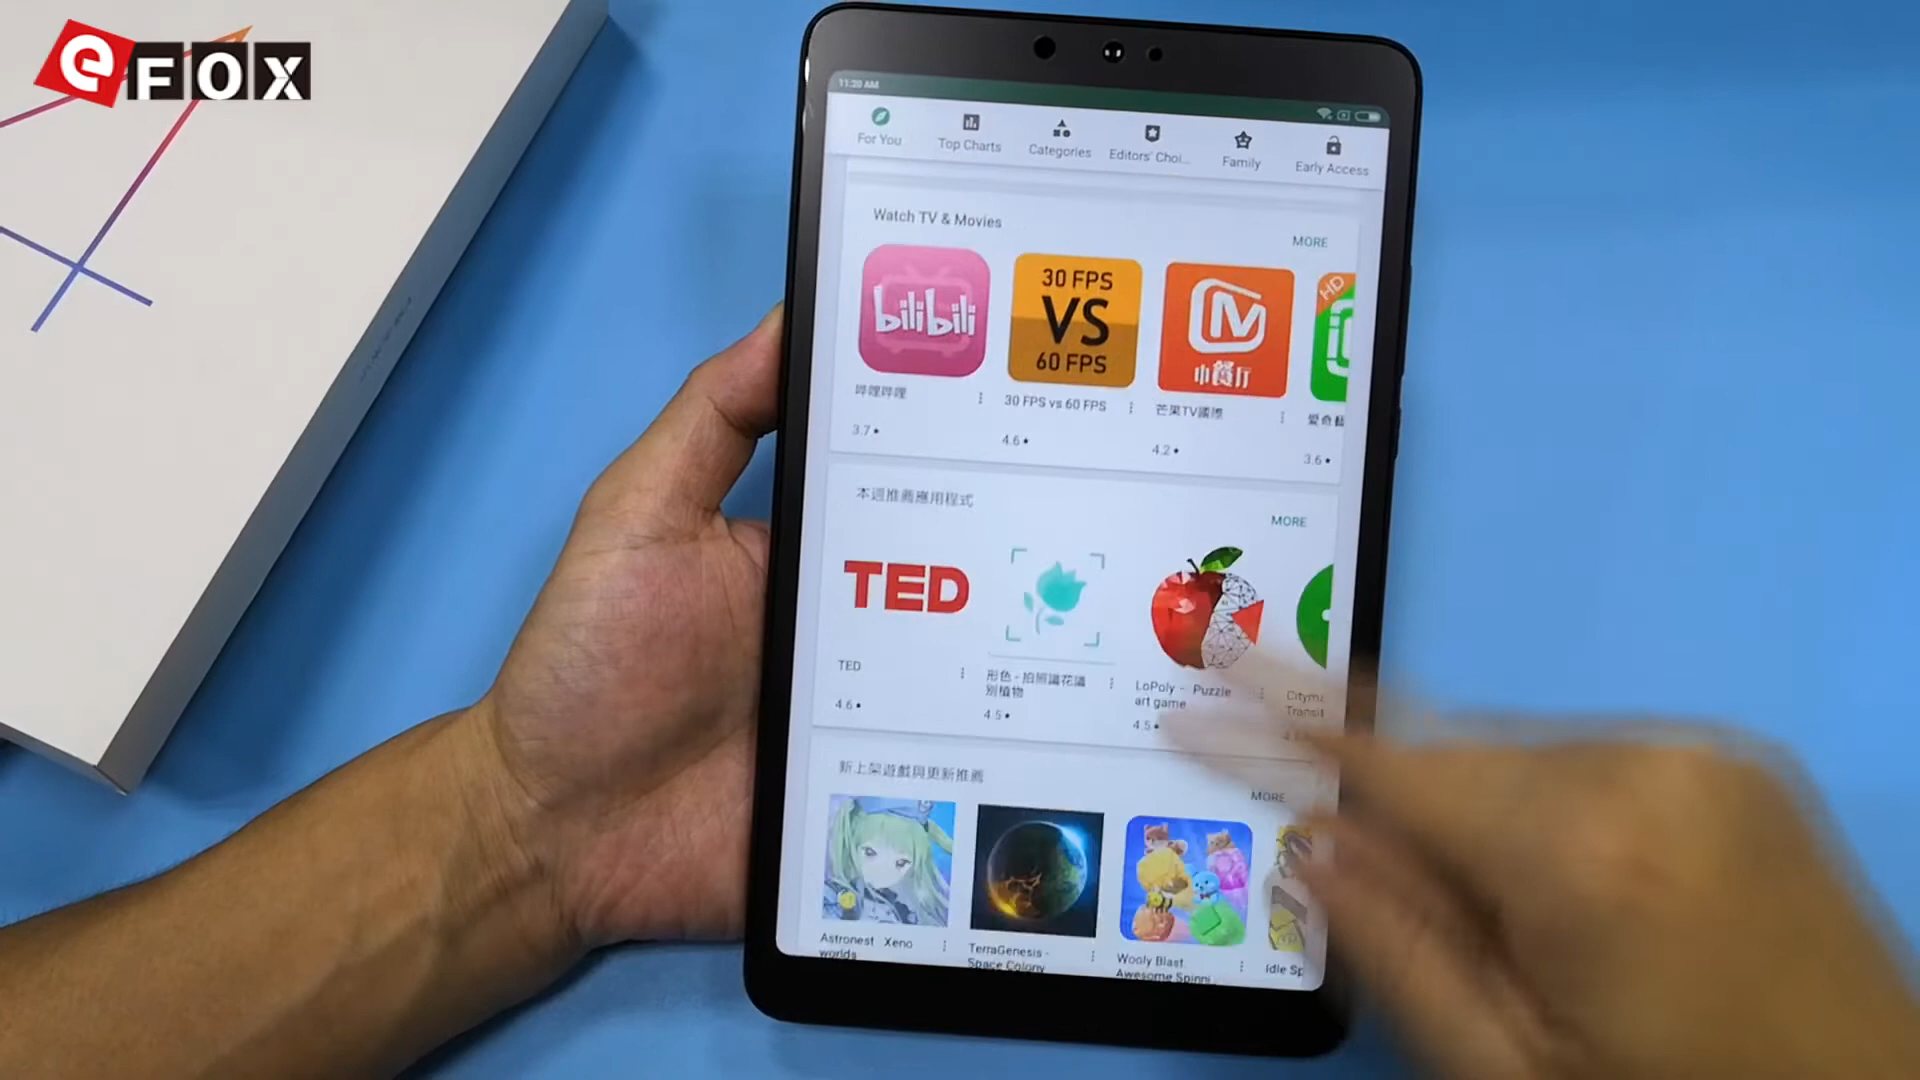 eFOX
11:20 AM
For You
Top Charts
Categories
Editors' Choi...
Family
Early Access
Watch TV & Movies
MORE
bilibili
30 FPS
VS
60 FPS
HD
哔哩哔哩
30 FPS vs 60 FPS
芒果TV國際
愛奇藝
3.7
4.6
4.2
3.6
本週推薦應用程式
MORE
TED
TED
形色 - 拍照識花識
別植物
LoPoly - Puzzle
art game
Cityma
Transit
4.6
4.5
4.5
新上架遊戲與更新推薦
MORE
Astronest Xeno
worlds
TerraGenesis -
Space Colony
Wooly Blast.
Awesome Spinni...
Idle Sp